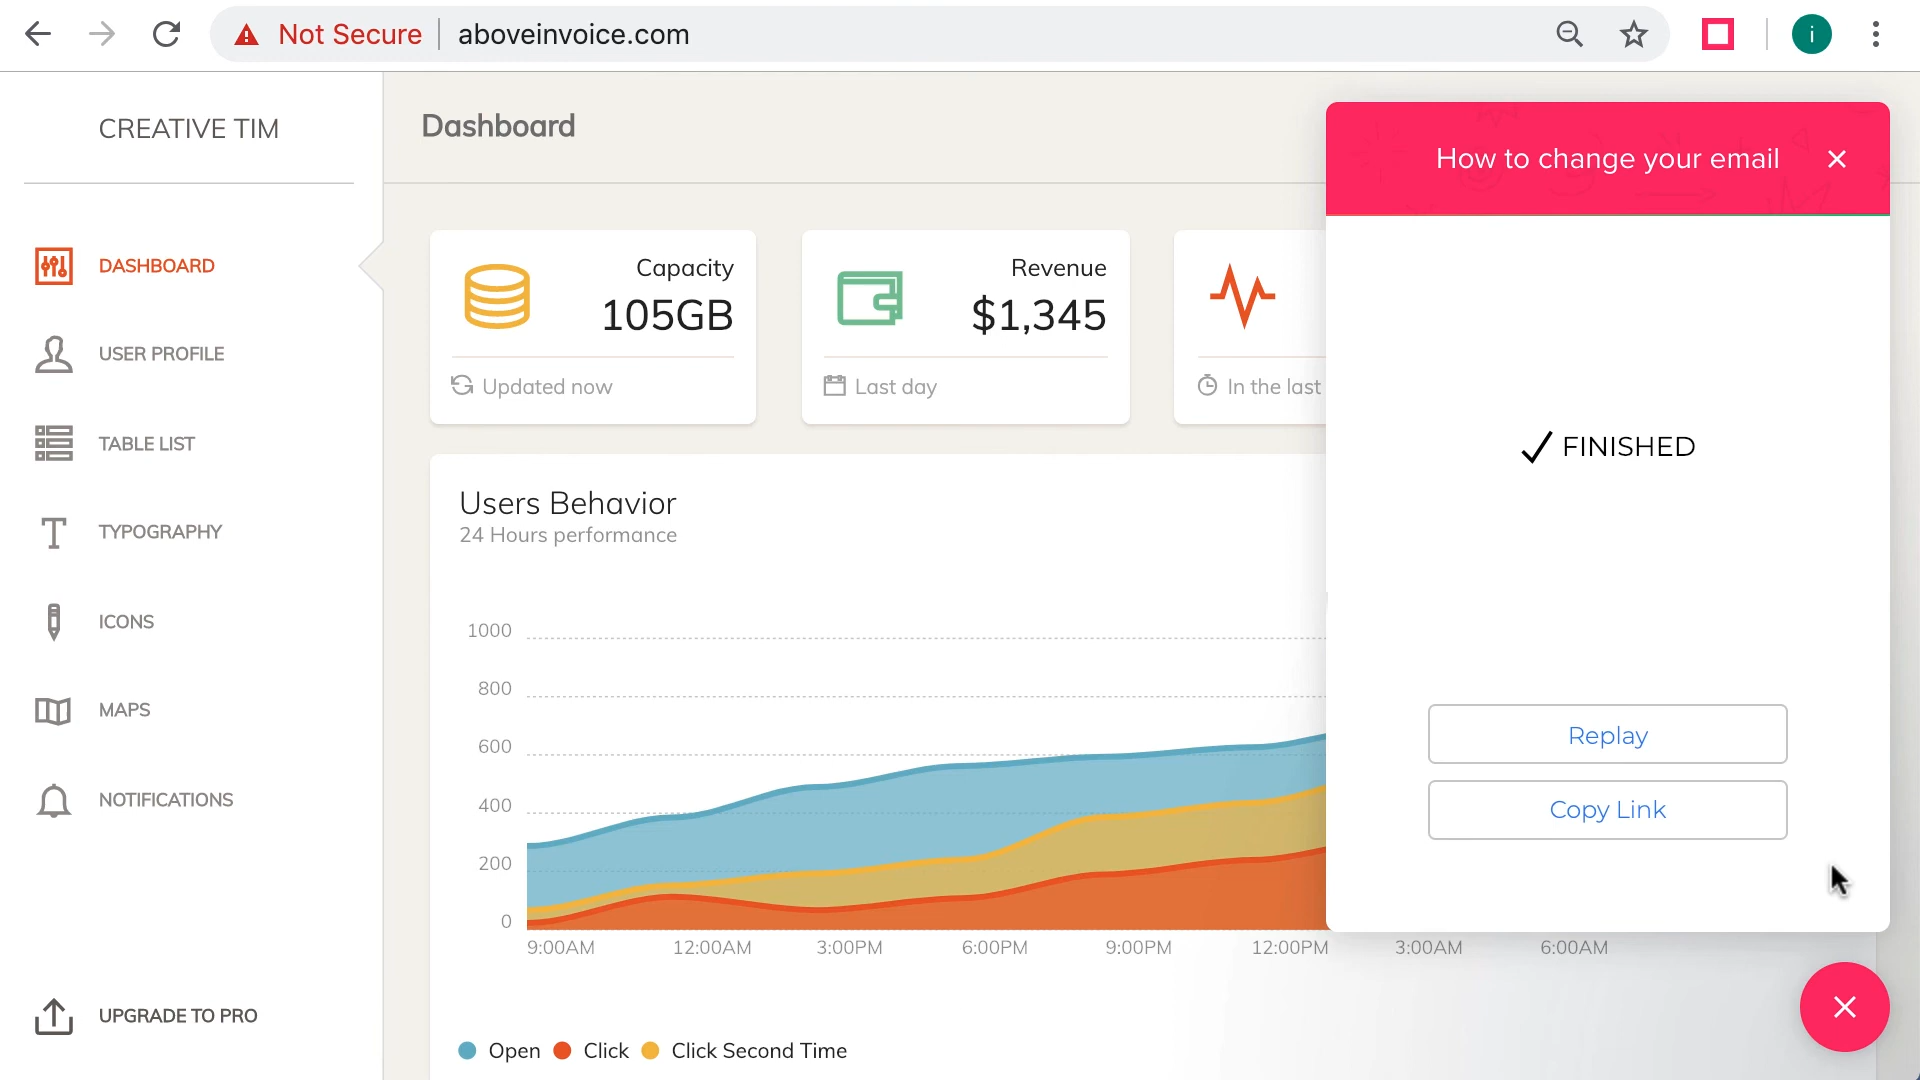 Not Secure
aboveinvoice.com
i
CREATIVE TIM
DASHBOARD
USER PROFILE
TABLE LIST
TYPOGRAPHY
ICONS
MAPS
NOTIFICATIONS
UPGRADE TO PRO
Dashboard
Capacity
105GB
Updated now
Revenue
$1,345
Last day
In the last
Users Behavior
24 Hours performance
1000
800
600
400
200
0
9:00AM 12:00AM 3:00PM 6:00PM 9:00PM 12:00PM 3:00AM 6:00AM
Open Click Click Second Time
How to change your email
FINISHED
Replay
Copy Link